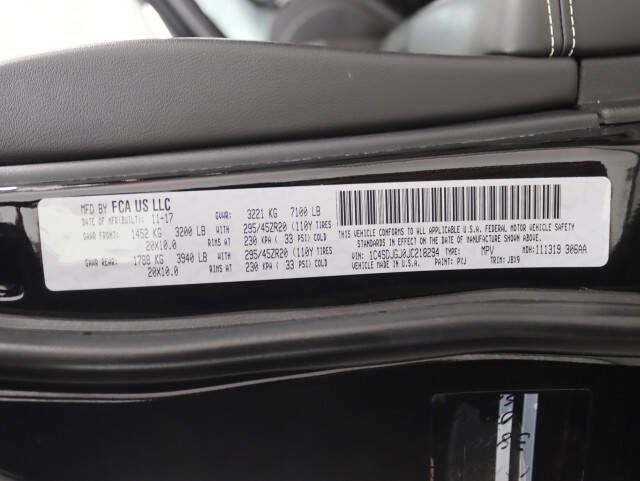 MFD BY FCA US LLC
DATE OF MFR(BUILT): 11-17 GVWR: 3221 KG 7100 LB
GAWR FRONT: 1452 KG 3200 LB WITH 295/45ZR20 (110Y TIRES
20X10.0 RIMS AT 230 KPA ( 33 PSI) COLD
GAWR REAR: 1788 KG 3940 LB WITH 295/45ZR20 (110Y TIRES
20X10.0 RIMS AT 230 KPA ( 33 PSI) COLD
THIS VEHICLE CONFORMS TO ALL APPLICABLE U.S.A. FEDERAL MOTOR VEHICLE SAFETY
STANDARDS IN EFFECT ON THE DATE OF MANUFACTURE SHOWN ABOVE.
VIN: 1C4SDJGJ0JC218294 TYPE: MPV MDH: 111319 306AA
VEHICLE MADE IN U.S.A. PAINT: PXJ TRIM: JBX9